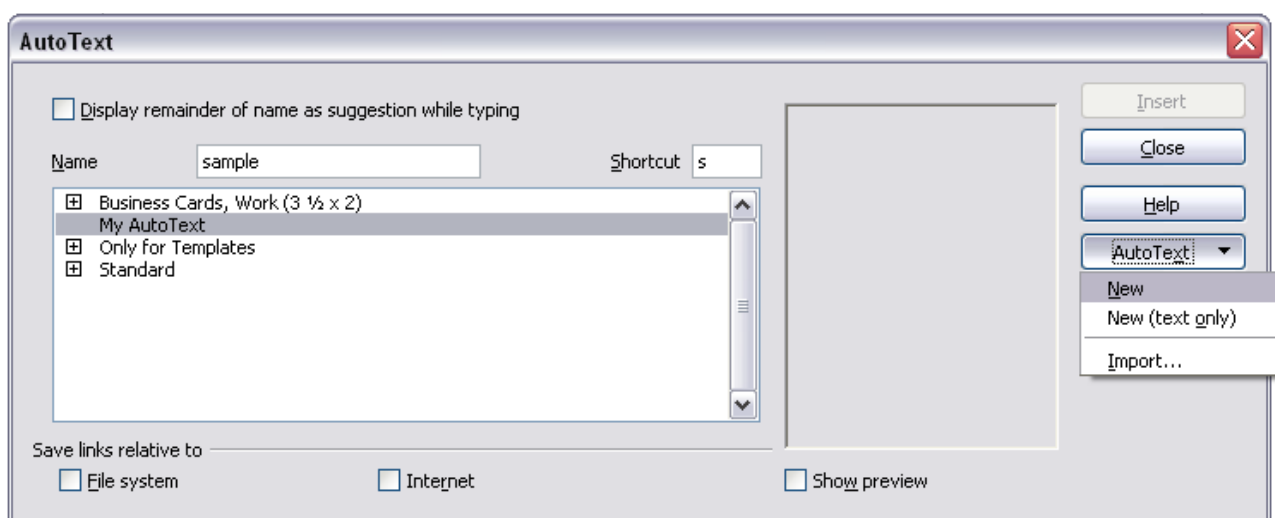 AutoText
Display remainder of name as suggestion while typing
Insert
Close
Name sample Shortcut s
Business Cards, Work (3 ½ x 2)
My AutoText
Only for Templates
Standard
Help
AutoText
New
New (text only)
Import...
Save links relative to
File system Internet Show preview